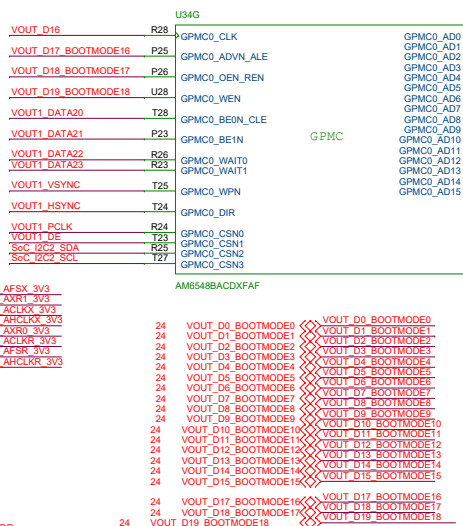 U34G
VOUT_D16 R28 GPMC0_CLK GPMC0_AD0
GPMC0_AD1
VOUT_D17_BOOTMODE16 P25 GPMC0_ADVN_ALE GPMC0_AD2
GPMC0_AD3
VOUT_D18_BOOTMODE17 P26 GPMC0_OEN_REN GPMC0_AD4
GPMC0_AD5
VOUT_D19_BOOTMODE18 U28 GPMC0_WEN GPMC0_AD6
GPMC0_AD7
VOUT1_DATA20 T28 GPMC0_BE0N_CLE GPMC0_AD8
GPMC0_AD9
VOUT1_DATA21 P23 GPMC0_BE1N GPMC GPMC0_AD10
GPMC0_AD11
VOUT1_DATA22 R26 GPMC0_WAIT0 GPMC0_AD12
VOUT1_DATA23 R23 GPMC0_WAIT1 GPMC0_AD13
GPMC0_AD14
VOUT1_VSYNC T25 GPMC0_WPN GPMC0_AD15
VOUT1_HSYNC T24 GPMC0_DIR
VOUT1_PCLK R24 GPMC0_CSN0
VOUT1_DE T23 GPMC0_CSN1
SoC_I2C2_SDA R25 GPMC0_CSN2
SoC_I2C2_SCL T27 GPMC0_CSN3
AM6548BACDXFAF
AFSX_3V3
AXR1_3V3
ACLKX_3V3
AHCLKX_3V3
AXR0_3V3
ACLKR_3V3
AFSR_3V3
AHCLKR_3V3
24 VOUT_D0_BOOTMODE0 VOUT_D0_BOOTMODE0
24 VOUT_D1_BOOTMODE1 VOUT_D1_BOOTMODE1
24 VOUT_D2_BOOTMODE2 VOUT_D2_BOOTMODE2
24 VOUT_D3_BOOTMODE3 VOUT_D3_BOOTMODE3
24 VOUT_D4_BOOTMODE4 VOUT_D4_BOOTMODE4
24 VOUT_D5_BOOTMODE5 VOUT_D5_BOOTMODE5
24 VOUT_D6_BOOTMODE6 VOUT_D6_BOOTMODE6
24 VOUT_D7_BOOTMODE7 VOUT_D7_BOOTMODE7
24 VOUT_D8_BOOTMODE8 VOUT_D8_BOOTMODE8
24 VOUT_D9_BOOTMODE9 VOUT_D9_BOOTMODE9
24 VOUT_D10_BOOTMODE10 VOUT_D10_BOOTMODE10
24 VOUT_D11_BOOTMODE11 VOUT_D11_BOOTMODE11
24 VOUT_D12_BOOTMODE12 VOUT_D12_BOOTMODE12
24 VOUT_D13_BOOTMODE13 VOUT_D13_BOOTMODE13
24 VOUT_D14_BOOTMODE14 VOUT_D14_BOOTMODE14
24 VOUT_D15_BOOTMODE15 VOUT_D15_BOOTMODE15
24 VOUT_D17_BOOTMODE16 VOUT_D17_BOOTMODE16
24 VOUT_D18_BOOTMODE17 VOUT_D18_BOOTMODE17
24 VOUT_D19_BOOTMODE18 VOUT_D19_BOOTMODE18